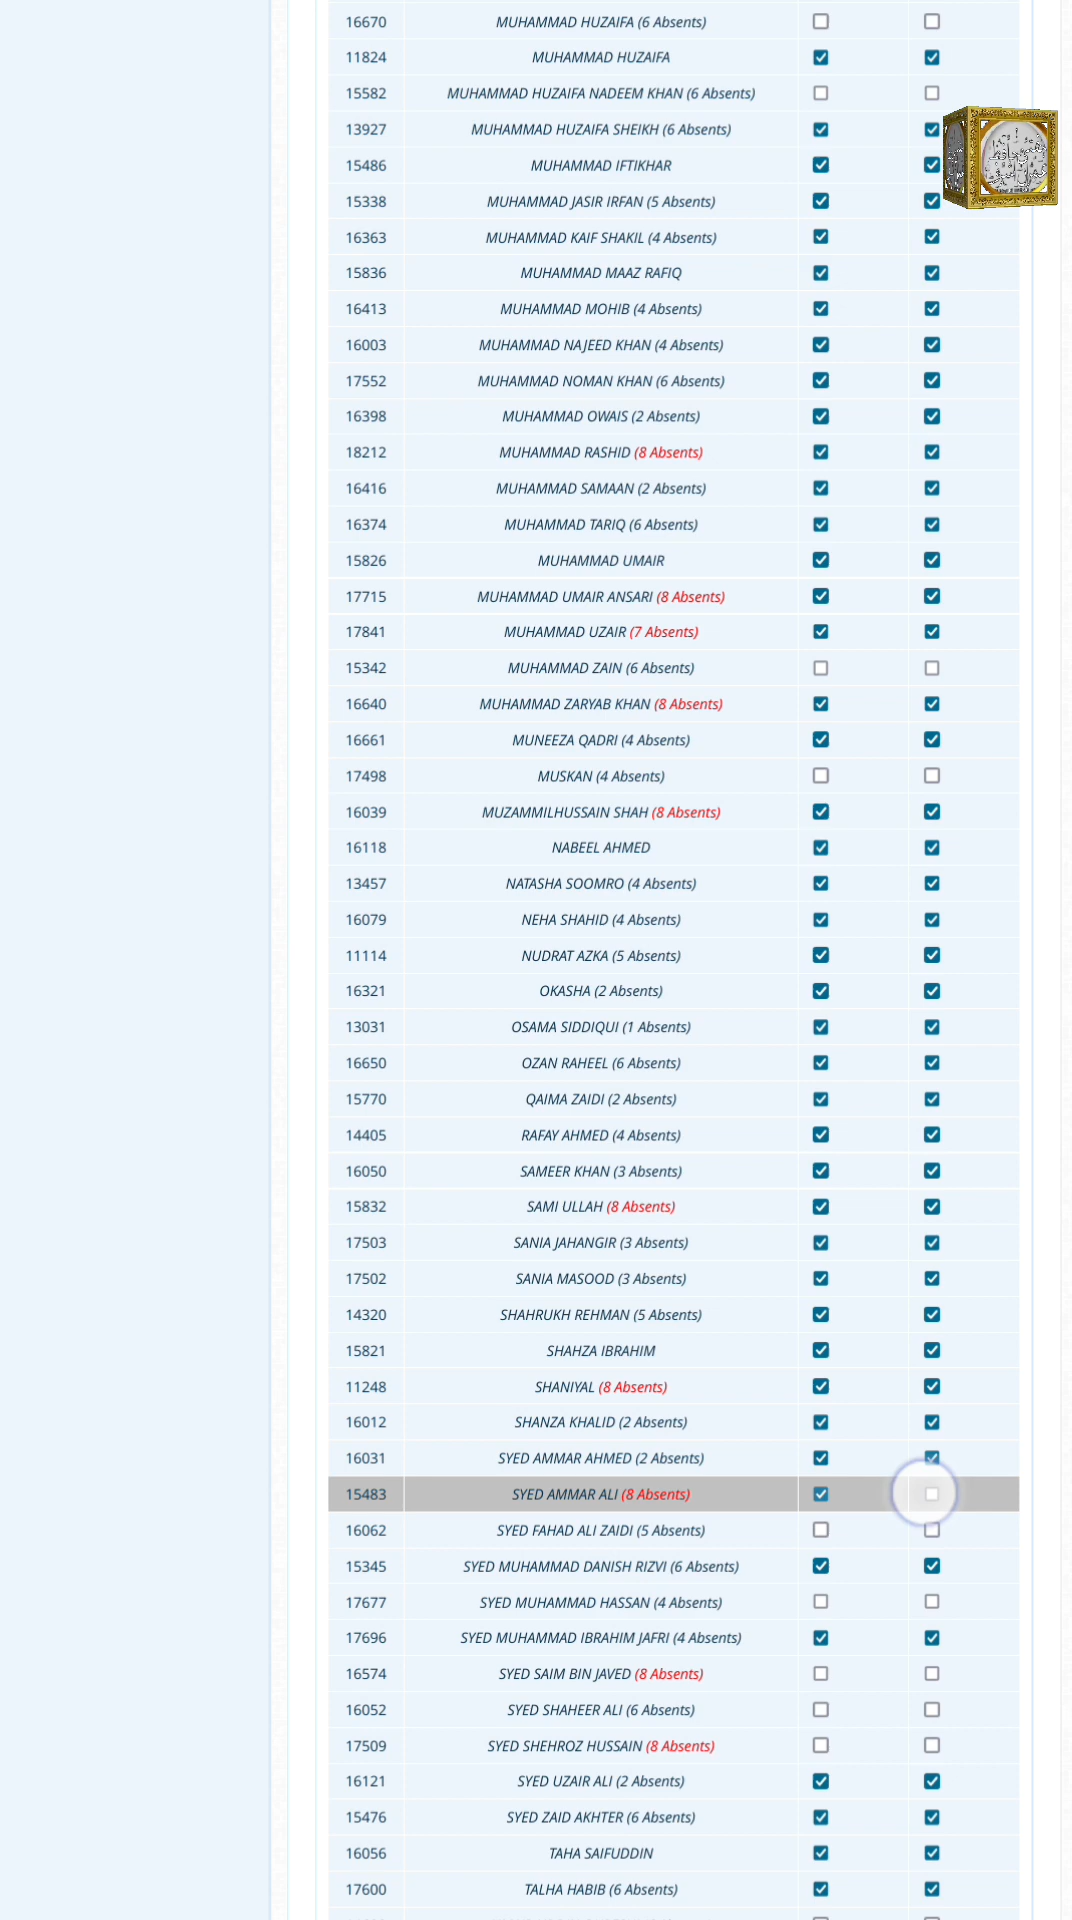 16670 MUHAMMAD HUZAIFA (6 Absents)
11824 MUHAMMAD HUZAIFA
15582 MUHAMMAD HUZAIFA NADEEM KHAN (6 Absents)
13927 MUHAMMAD HUZAIFA SHEIKH (6 Absents)
15486 MUHAMMAD IFTIKHAR
15338 MUHAMMAD JASIR IRFAN (5 Absents)
16363 MUHAMMAD KAIF SHAKIL (4 Absents)
15836 MUHAMMAD MAAZ RAFIQ
16413 MUHAMMAD MOHIB (4 Absents)
16003 MUHAMMAD NAJEED KHAN (4 Absents)
17552 MUHAMMAD NOMAN KHAN (6 Absents)
16398 MUHAMMAD OWAIS (2 Absents)
18212 MUHAMMAD RASHID (8 Absents)
16416 MUHAMMAD SAMAAN (2 Absents)
16374 MUHAMMAD TARIQ (6 Absents)
15826 MUHAMMAD UMAIR
17715 MUHAMMAD UMAIR ANSARI (8 Absents)
17841 MUHAMMAD UZAIR (7 Absents)
15342 MUHAMMAD ZAIN (6 Absents)
16640 MUHAMMAD ZARYAB KHAN (8 Absents)
16661 MUNEEZA QADRI (4 Absents)
17498 MUSKAN (4 Absents)
16039 MUZAMMILHUSSAIN SHAH (8 Absents)
16118 NABEEL AHMED
13457 NATASHA SOOMRO (4 Absents)
16079 NEHA SHAHID (4 Absents)
11114 NUDRAT AZKA (5 Absents)
16321 OKASHA (2 Absents)
13031 OSAMA SIDDIQUI (1 Absents)
16650 OZAN RAHEEL (6 Absents)
15770 QAIMA ZAIDI (2 Absents)
14405 RAFAY AHMED (4 Absents)
16050 SAMEER KHAN (3 Absents)
15832 SAMI ULLAH (8 Absents)
17503 SANIA JAHANGIR (3 Absents)
17502 SANIA MASOOD (3 Absents)
14320 SHAHRUKH REHMAN (5 Absents)
15821 SHAHZA IBRAHIM
11248 SHANIYAL (8 Absents)
16012 SHANZA KHALID (2 Absents)
16031 SYED AMMAR AHMED (2 Absents)
15483 SYED AMMAR ALI (8 Absents)
16062 SYED FAHAD ALI ZAIDI (5 Absents)
15345 SYED MUHAMMAD DANISH RIZVI (6 Absents)
17677 SYED MUHAMMAD HASSAN (4 Absents)
17696 SYED MUHAMMAD IBRAHIM JAFRI (4 Absents)
16574 SYED SAIM BIN JAVED (8 Absents)
16052 SYED SHAHEER ALI (6 Absents)
17509 SYED SHEHROZ HUSSAIN (8 Absents)
16121 SYED UZAIR ALI (2 Absents)
15476 SYED ZAID AKHTER (6 Absents)
16056 TAHA SAIFUDDIN
17600 TALHA HABIB (6 Absents)